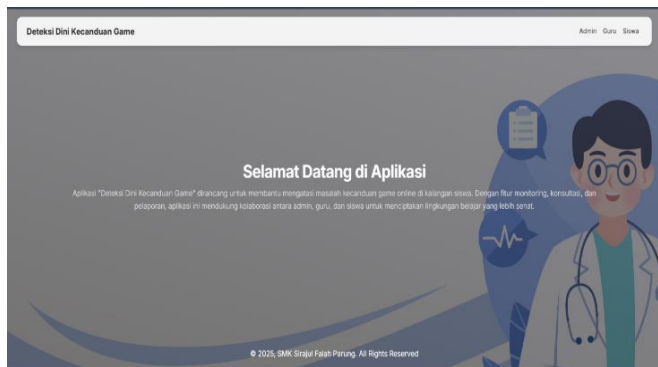 Deteksi Dini Kecanduan Game
Admin Guru Siswa
Selamat Datang di Aplikasi
Aplikasi "Deteksi Dini Kecanduan Game" dirancang untuk membantu mengatasi masalah kecanduan game online di kalangan siswa. Dengan fitur monitoring, konsultasi, dan
pelaporan, aplikasi ini mendukung kolaborasi antara admin, guru, dan siswa untuk menciptakan lingkungan belajar yang lebih sehat.
© 2025, SMK Sirajul Falah Parung. All Rights Reserved